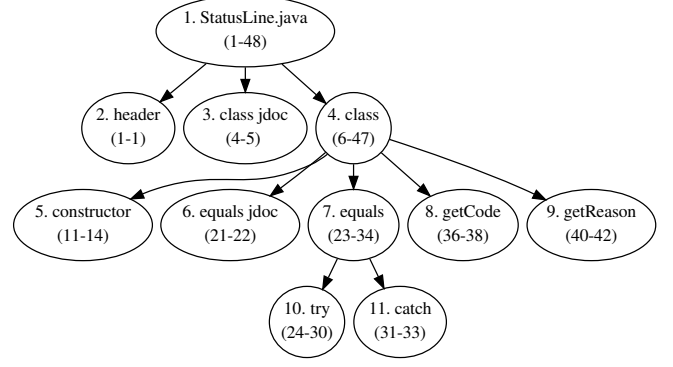 1. StatusLine.java
(1-48)
2. header
(1-1)
3. class jdoc
(4-5)
4. class
(6-47)
5. constructor
(11-14)
6. equals jdoc
(21-22)
7. equals
(23-34)
8. getCode
(36-38)
9. getReason
(40-42)
10. try
(24-30)
11. catch
(31-33)